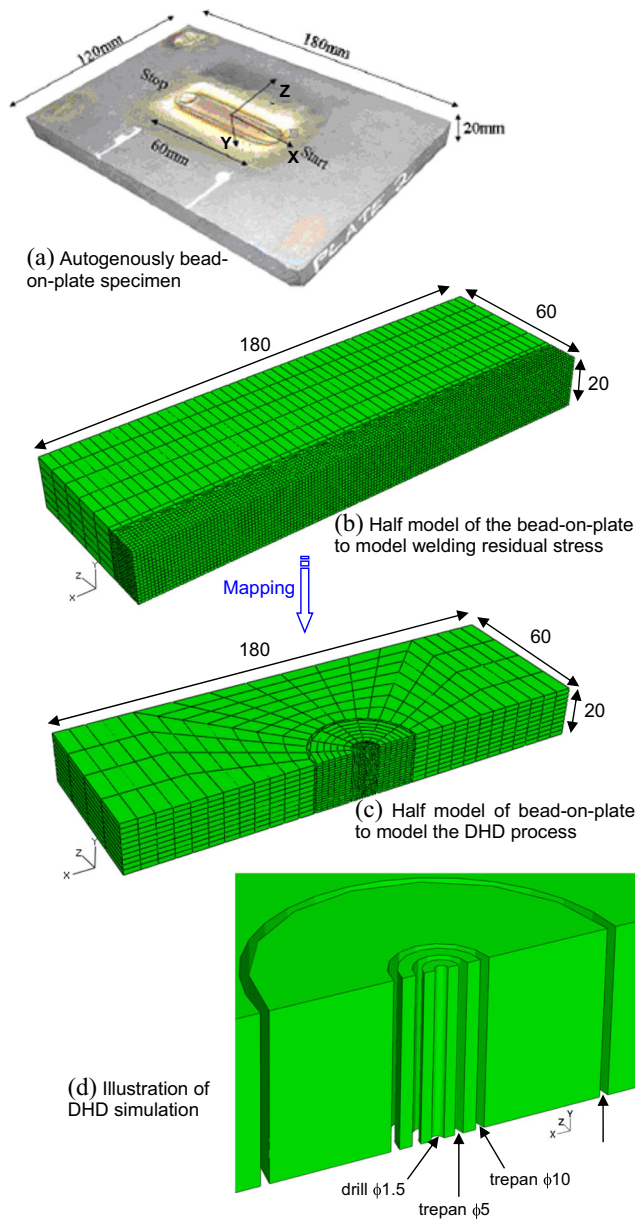 120mm
180mm
Stop
Z
20mm
Y
X
60mm
Start
PLATE 2
(a) Autogenously bead-
on-plate specimen
60
180
20
(b) Half model of the bead-on-plate
to model welding residual stress
Y
Z
X
Mapping
180
60
20
(c) Half model of bead-on-plate
to model the DHD process
Y
Z
X
(d) Illustration of
DHD simulation
Y
Z
X
trepan ϕ10
drill ϕ1.5
trepan ϕ5